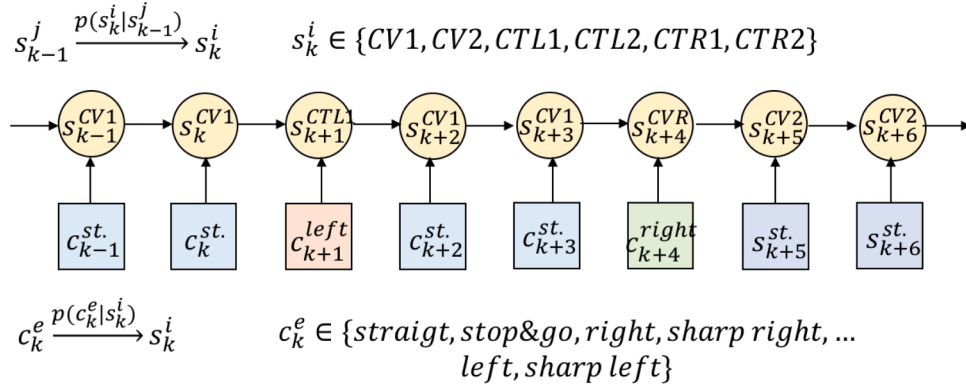 s_{k-1}^{j} \xrightarrow{p(s_k^i|s_{k-1}^j)} s_k^i    s_k^i ∈ {CV1, CV2, CTL1, CTL2, CTR1, CTR2}
s_{k-1}^{CV1} s_k^{CV1} s_{k+1}^{CTL1} s_{k+2}^{CV1} s_{k+3}^{CV1} s_{k+4}^{CVR} s_{k+5}^{CV2} s_{k+6}^{CV2}
c_{k-1}^{st.} c_k^{st.} c_{k+1}^{left} c_{k+2}^{st.} c_{k+3}^{st.} c_{k+4}^{right} s_{k+5}^{st.} s_{k+6}^{st.}
c_k^e \xrightarrow{p(c_k^e|s_k^i)} s_k^i    c_k^e ∈ {straigt, stop&go, right, sharp right, …
left, sharp left}